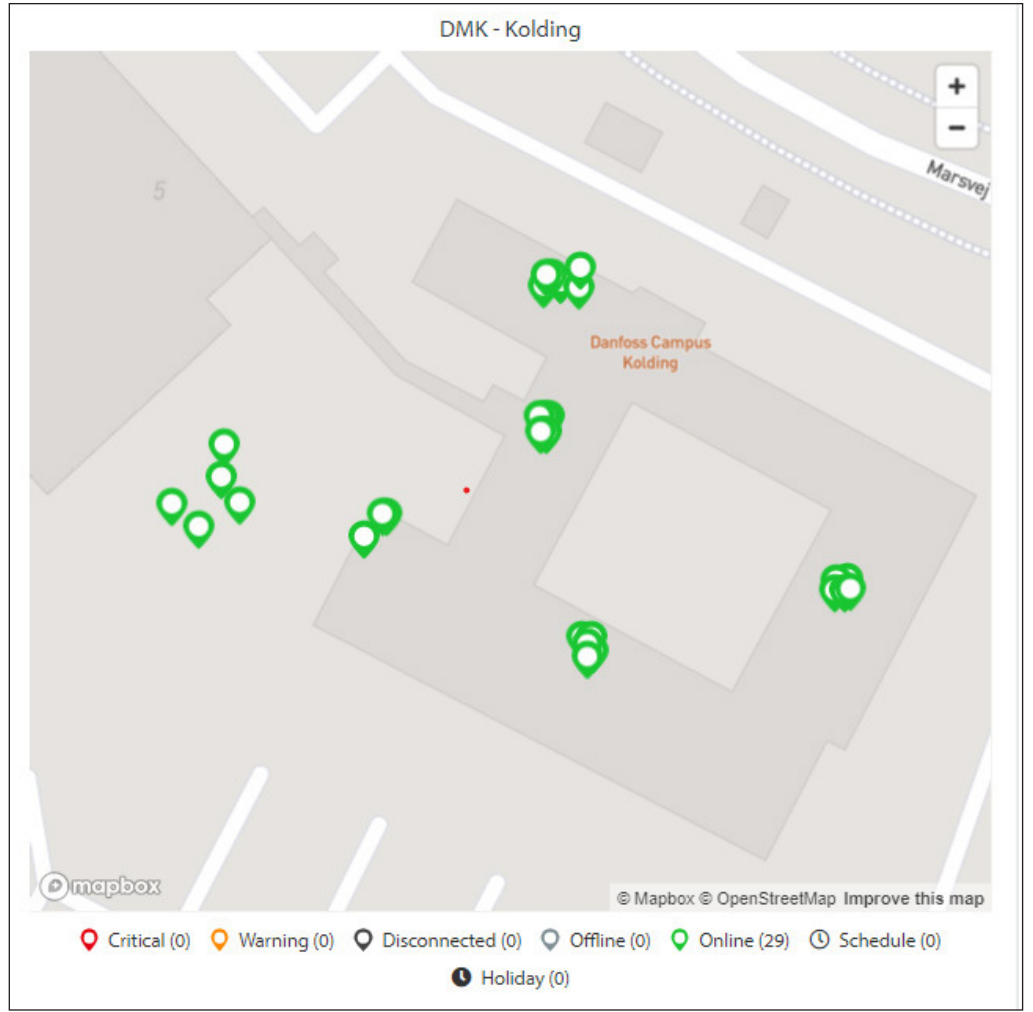 DMK - Kolding
+
−
Marsvej
5
Danfoss Campus
Kolding
mapbox
© Mapbox © OpenStreetMap Improve this map
Critical (0) Warning (0) Disconnected (0) Offline (0) Online (29) Schedule (0)
Holiday (0)